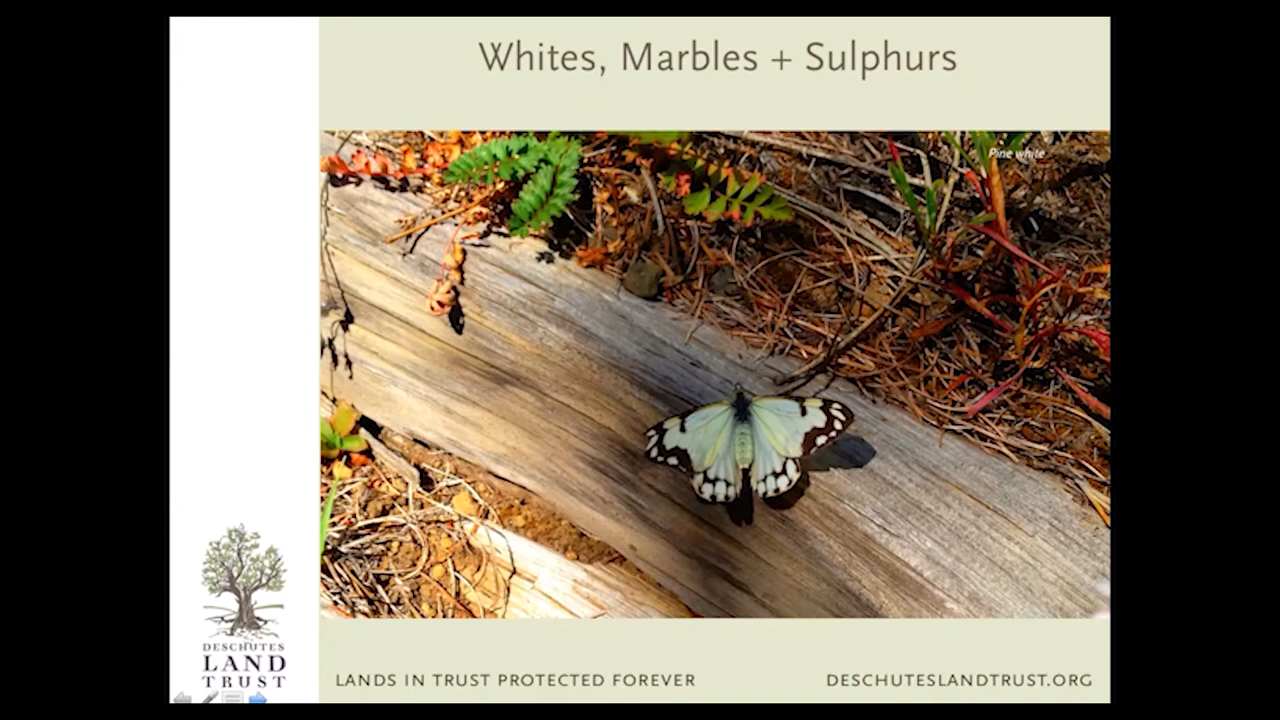 Whites, Marbles + Sulphurs
Pine white
DESCHUTES
LAND
TRUST
LANDS IN TRUST PROTECTED FOREVER
DESCHUTESLANDTRUST.ORG